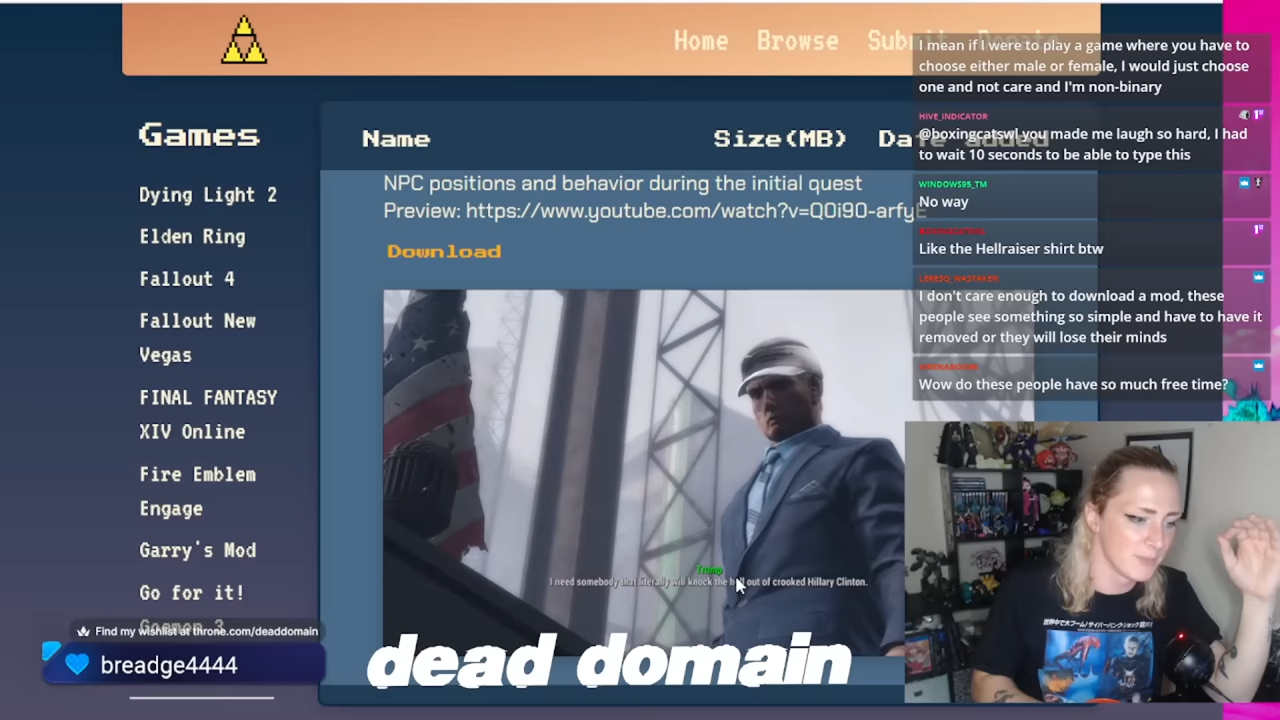 Home Browse
Games
Name Size(MB)
NPC positions and behavior during the initial quest
Preview: https://www.youtube.com/watch?v=Q0i90-arfyE
Download
Dying Light 2
Elden Ring
Fallout 4
Fallout New
Vegas
FINAL FANTASY
XIV Online
Fire Emblem
Engage
Garry's Mod
Go for it!
Trump
I need somebody that literally will knock the hell out of crooked Hillary Clinton.
Find my wishlist at throne.com/deaddomain
breadge4444
dead domain
I mean if I were to play a game where you have to
choose either male or female, I would just choose
one and not care and I'm non-binary
HIVE_INDICATOR
@boxingcatswl you made me laugh so hard, I had
to wait 10 seconds to be able to type this
WINDOWS95_TM
No way
Like the Hellraiser shirt btw
LERESO_WASTAKEN
I don't care enough to download a mod, these
people see something so simple and have to have it
removed or they will lose their minds
Wow do these people have so much free time?